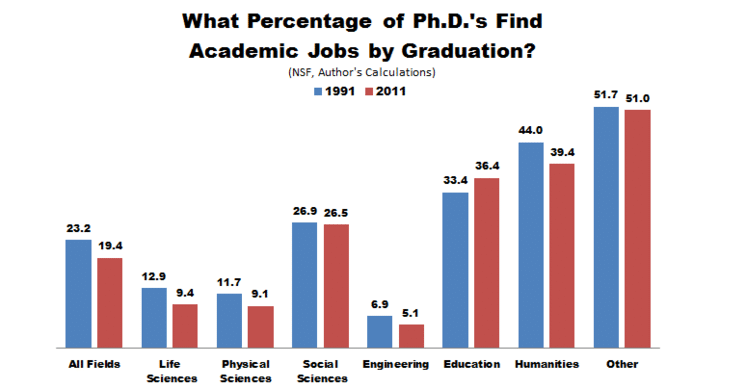 What Percentage of Ph.D.'s Find
Academic Jobs by Graduation?
(NSF, Author's Calculations)
1991 2011
23.2 19.4
12.9 9.4
11.7 9.1
26.9 26.5
6.9 5.1
33.4 36.4
44.0 39.4
51.7 51.0
All Fields
Life
Sciences
Physical
Sciences
Social
Sciences
Engineering
Education
Humanities
Other